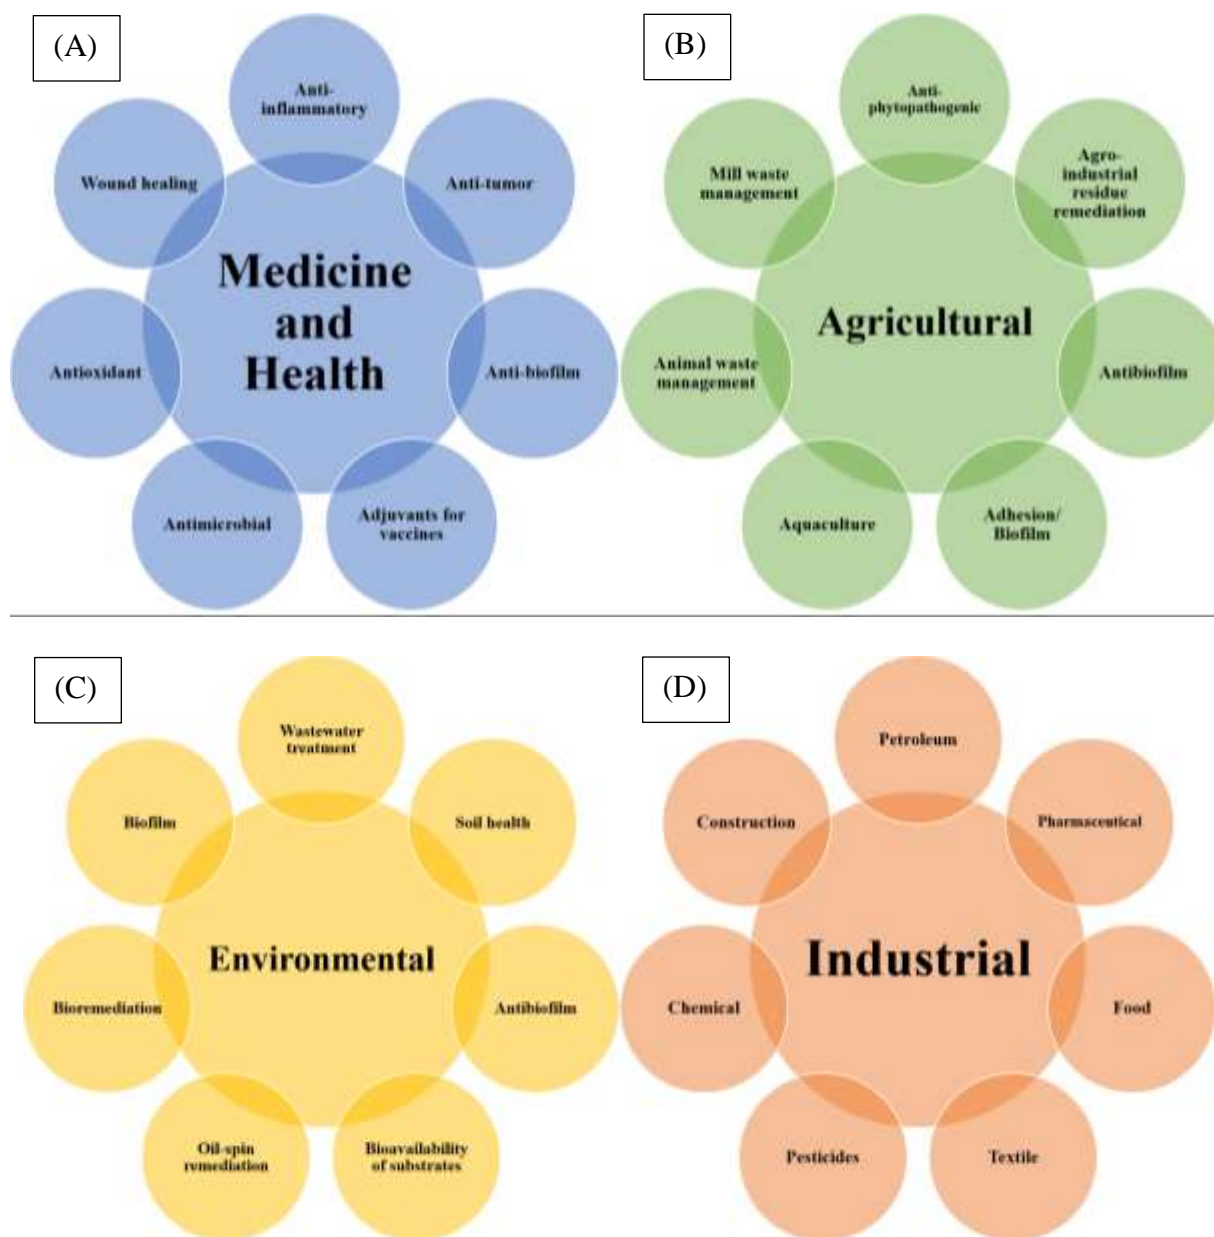 (A)
Anti-
inflammatory
Wound healing
Anti-tumor
Medicine
and
Health
Antioxidant
Anti-biofilm
Antimicrobial
Adjuvants for
vaccines
(B)
Anti-
phytopathogenic
Mill waste
management
Agro-
industrial
residue
remediation
Agricultural
Animal waste
management
Antibiofilm
Aquaculture
Adhesion/
Biofilm
(C)
Wastewater
treatment
Biofilm
Soil health
Environmental
Bioremediation
Antibiofilm
Oil-spin
remediation
Bioavailability
of substrates
(D)
Petroleum
Construction
Pharmaceutical
Industrial
Chemical
Food
Pesticides
Textile